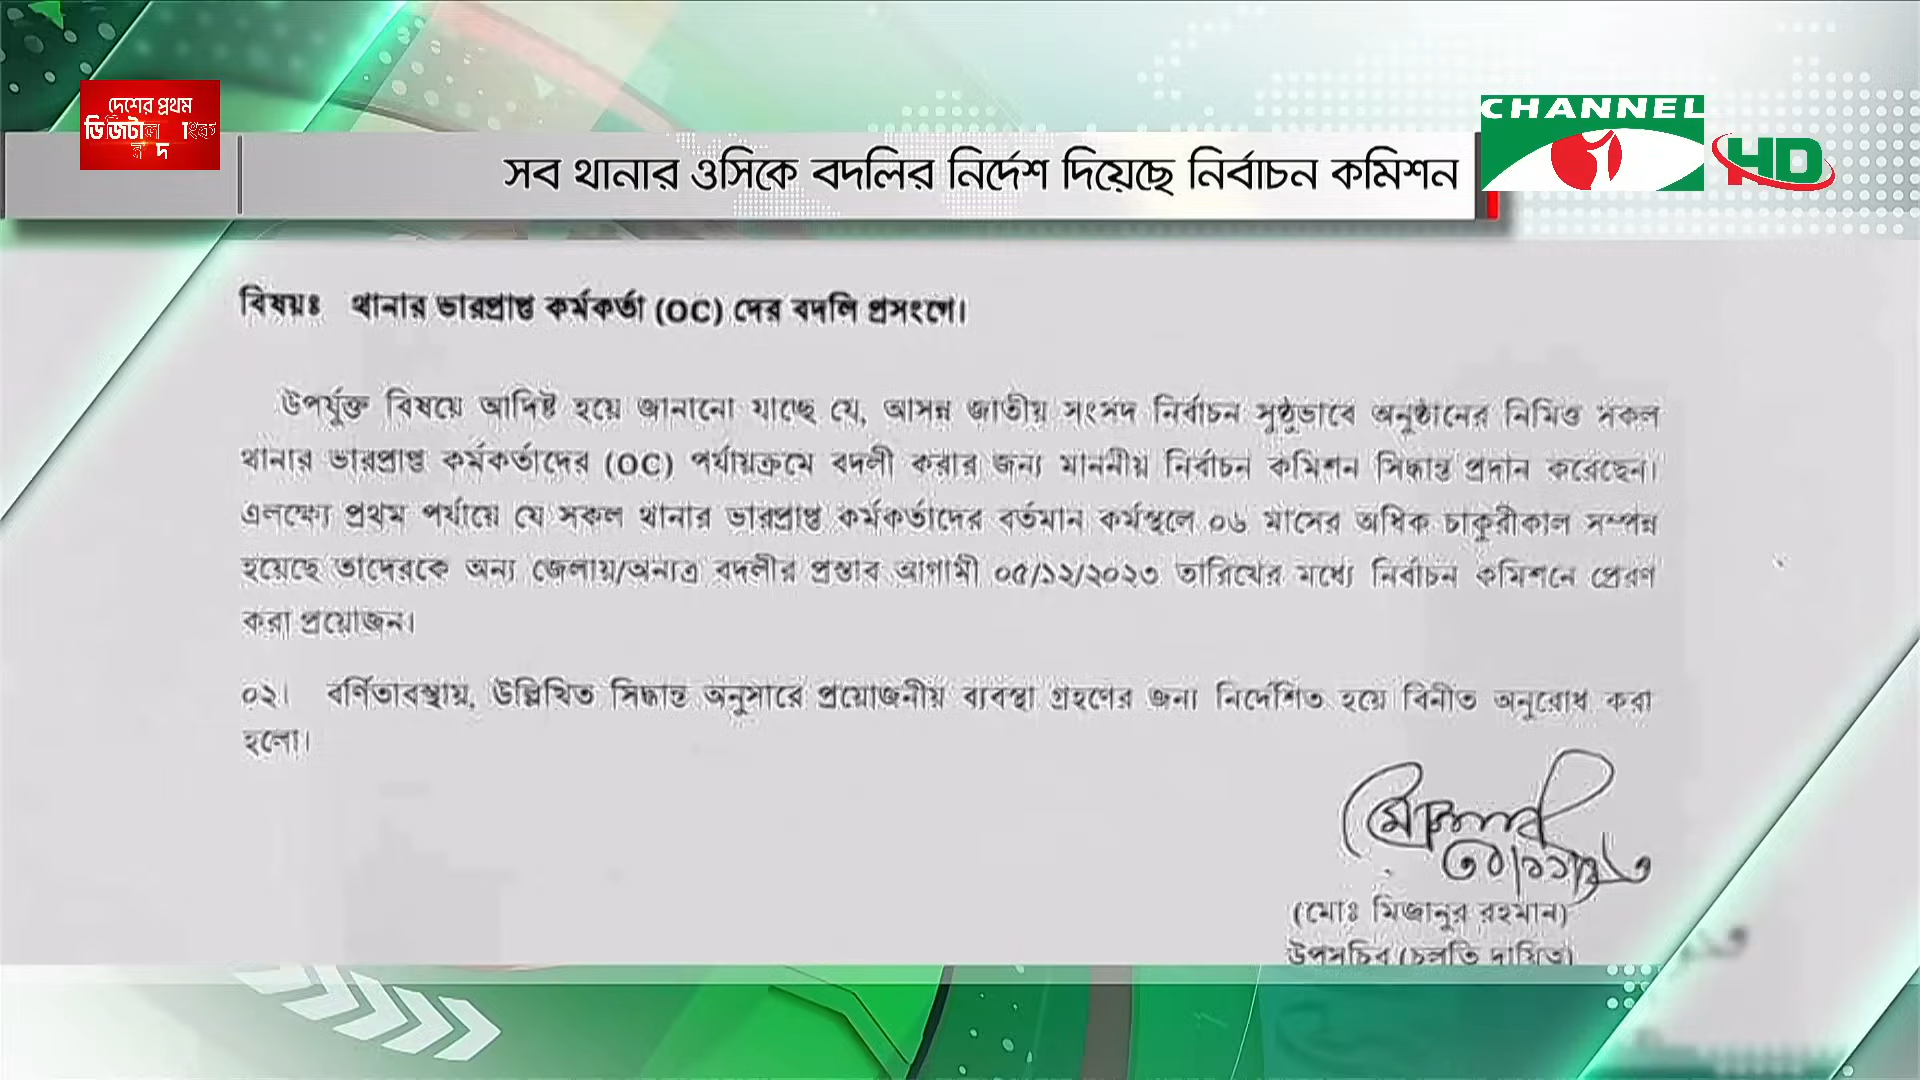 দেশের প্রথম
ডিজিটাল
CHANNEL
HD
সব থানার ওসিকে বদলির নির্দেশ দিয়েছে নির্বাচন কমিশন
বিষয়ঃ থানার ভারপ্রাপ্ত কর্মকর্তা (OC) দের বদলি প্রসংগে।
উপর্যুক্ত বিষয়ে আদিষ্ট হয়ে জানানো যাচ্ছে যে, আসন্ন জাতীয় সংসদ নির্বাচন সুষ্ঠুভাবে অনুষ্ঠানের নিমিত্ত সকল
থানার ভারপ্রাপ্ত কর্মকর্তাদের (OC) পর্যায়ক্রমে বদলী করার জন্য মাননীয় নির্বাচন কমিশন সিদ্ধান্ত প্রদান করেছেন।
এলক্ষ্যে প্রথম পর্যায়ে যে সকল থানার ভারপ্রাপ্ত কর্মকর্তাদের বর্তমান কর্মস্থলে ০৬ মাসের অধিক চাকুরীকাল সম্পন্ন
হয়েছে তাদেরকে অন্য জেলায়/অন্যত্র বদলীর প্রস্তাব আগামী ০৫/১২/২০২৩ তারিখের মধ্যে নির্বাচন কমিশনে প্রেরণ
করা প্রয়োজন।
০২। বর্ণিতাবস্থায়, উল্লিখিত সিদ্ধান্ত অনুসারে প্রয়োজনীয় ব্যবস্থা গ্রহণের জন্য নির্দেশিত হয়ে বিনীত অনুরোধ করা
হলো।
(মোঃ মিজানুর রহমান)
উপসচিব (চলতি দায়িত্ব)